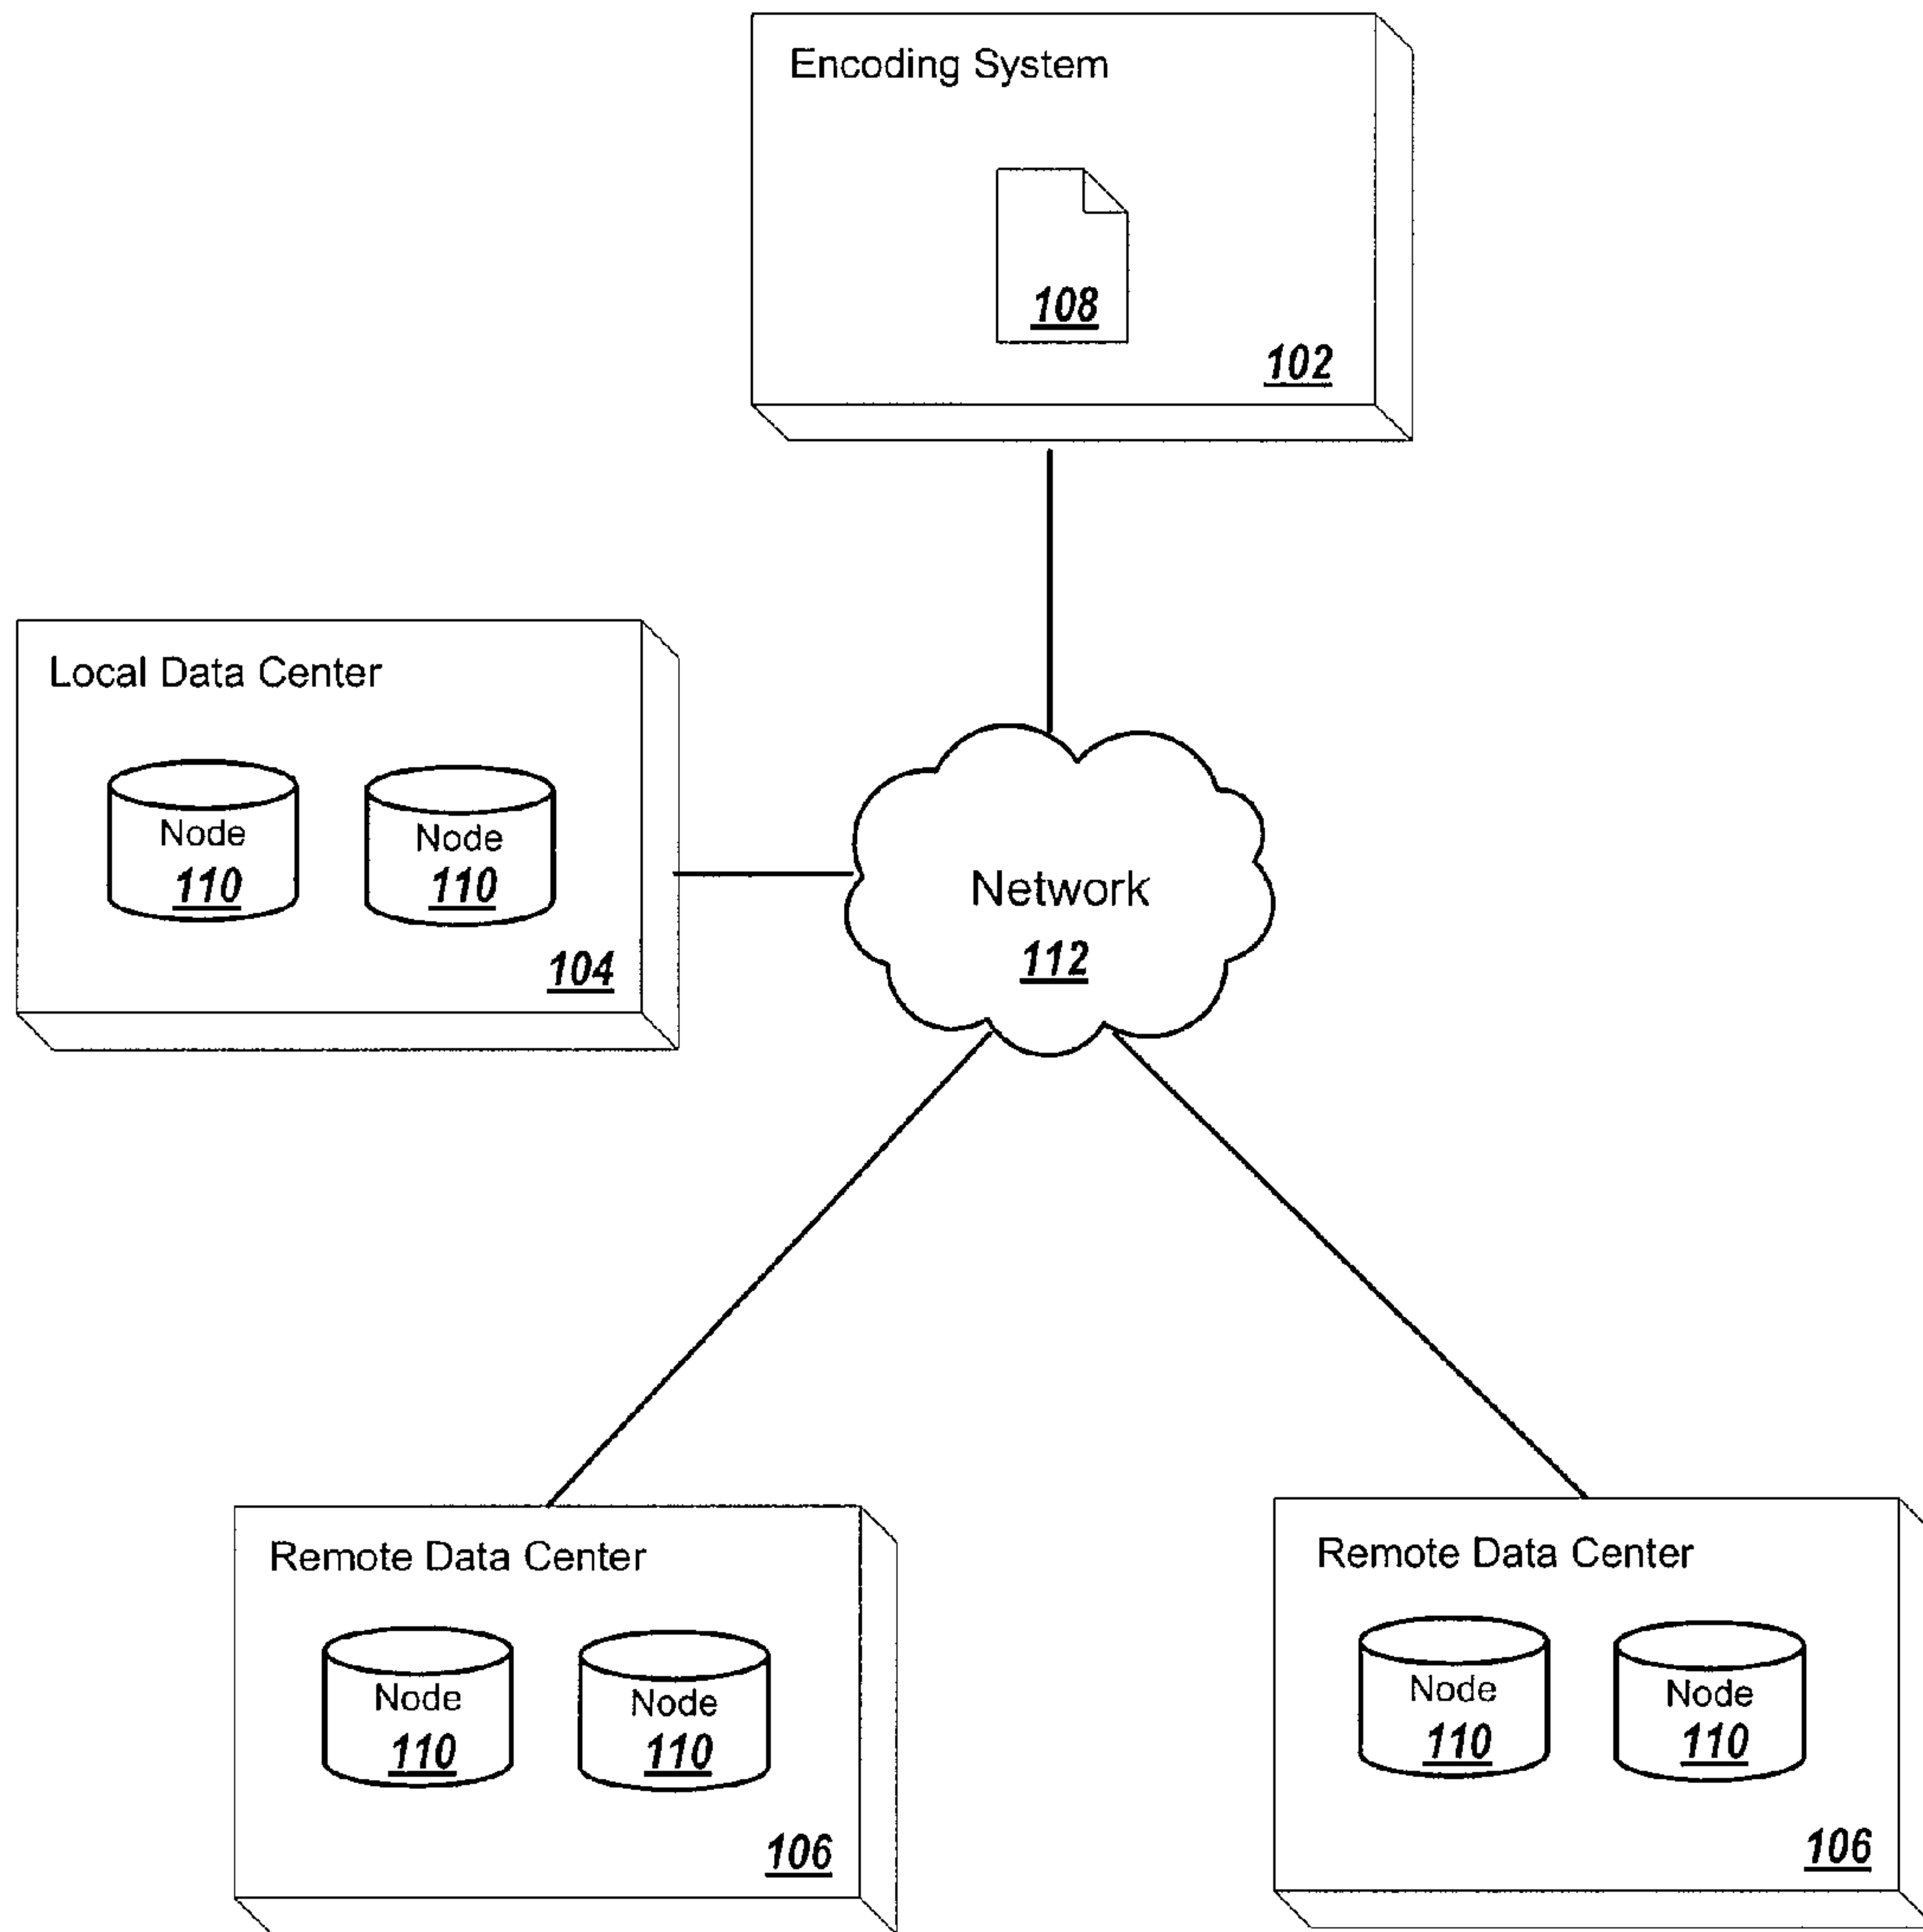 Encoding System
108
102
Local Data Center
Node
110
Node
110
104
Network
112
Remote Data Center
Node
110
Node
110
106
Remote Data Center
Node
110
Node
110
106